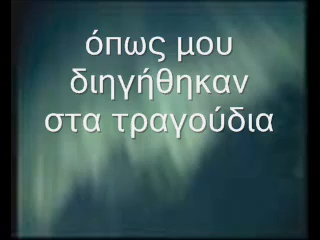 όπως μου
διηγήθηκαν
στα τραγούδια